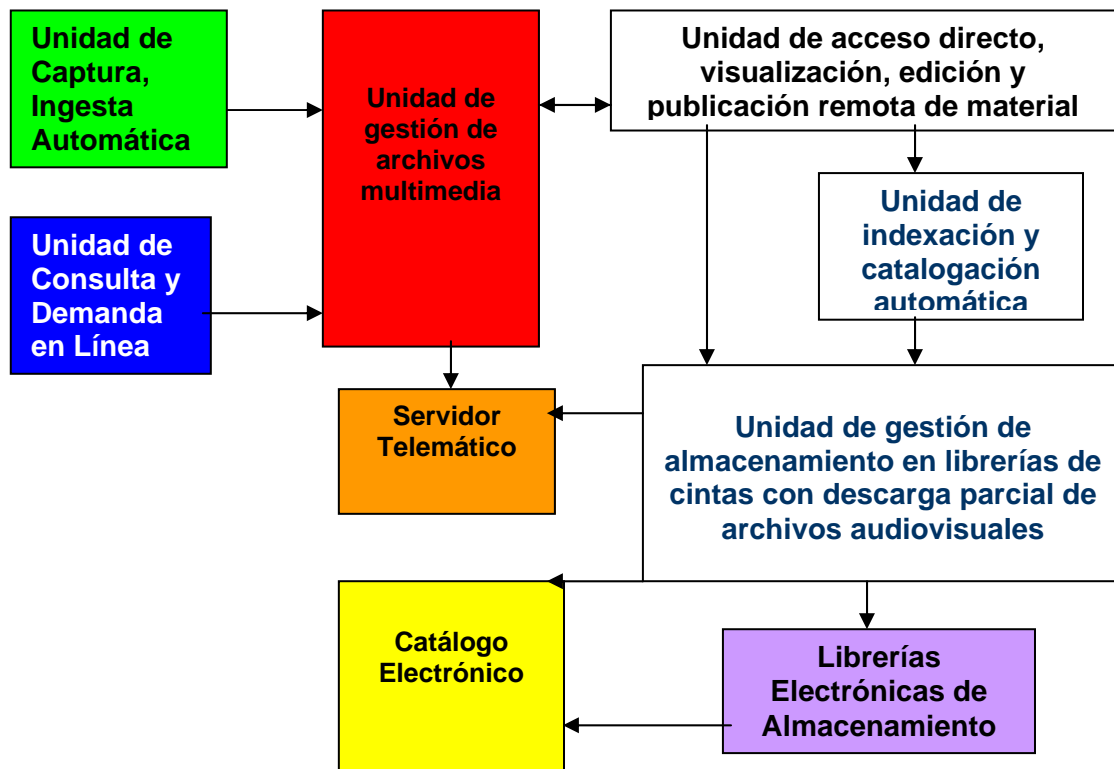 Unidad de
Captura,
Ingesta
Automática
Unidad de
gestión de
archivos
multimedia
Unidad de acceso directo,
visualización, edición y
publicación remota de material
Unidad de
Consulta y
Demanda
en Línea
Unidad de
indexación y
catalogación
automática
Servidor
Telemático
Unidad de gestión de
almacenamiento en librerías de
cintas con descarga parcial de
archivos audiovisuales
Catálogo
Electrónico
Librerías
Electrónicas de
Almacenamiento